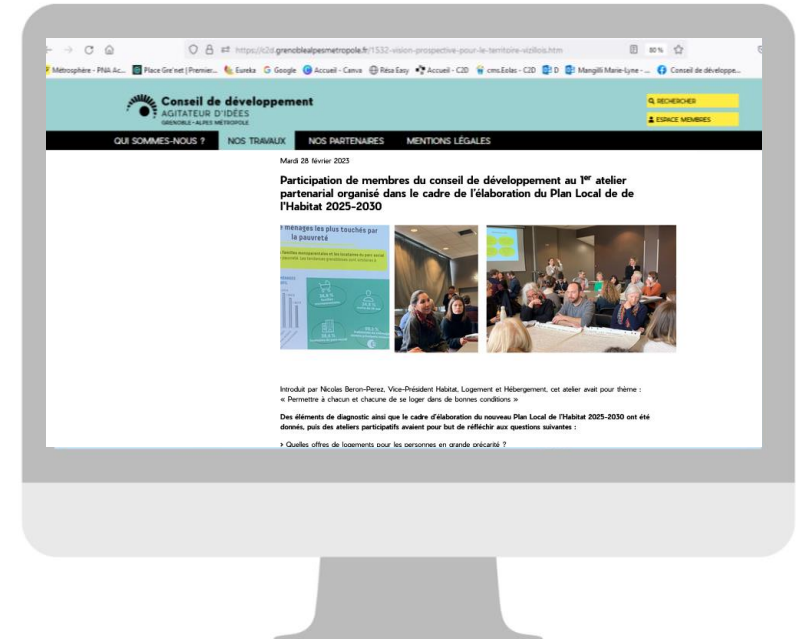 https://c2d.grenoblealpesmetropole.fr/1532-vision-prospective-pour-le-territoire-vizillois.htm
80 %
Métrosphère - PNA Ac... Place Gre'net | Premier... Eureka Google Accueil - Canva Résa Easy Accueil - C2D cms.Eolas - C2D D Mangilli Marie-Lyne - ... Conseil de développe...
Conseil de développement
AGITATEUR D'IDÉES
GRENOBLE-ALPES MÉTROPOLE
RECHERCHER
ESPACE MEMBRES
QUI SOMMES-NOUS ? NOS TRAVAUX NOS PARTENAIRES MENTIONS LÉGALES
Mardi 28 février 2023
Participation de membres du conseil de développement au 1er atelier
partenarial organisé dans le cadre de l'élaboration du Plan Local de de
l'Habitat 2025-2030
ménages les plus touchés par
la pauvreté
Introduit par Nicolas Beron-Perez, Vice-Président Habitat, Logement et Hébergement, cet atelier avait pour thème :
« Permettre à chacun et chacune de se loger dans de bonnes conditions »
Des éléments de diagnostic ainsi que le cadre d'élaboration du nouveau Plan Local de l'Habitat 2025-2030 ont été
donnés, puis des ateliers participatifs avaient pour but de réfléchir aux questions suivantes :
› Quelles offres de logements pour les personnes en grande précarité ?